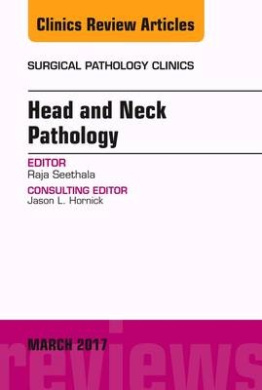 Clinics Review Articles
SURGICAL PATHOLOGY CLINICS
Head and Neck
Pathology
EDITOR
Raja Seethala
CONSULTING EDITOR
Jason L. Hornick
MARCH 2017
reviews